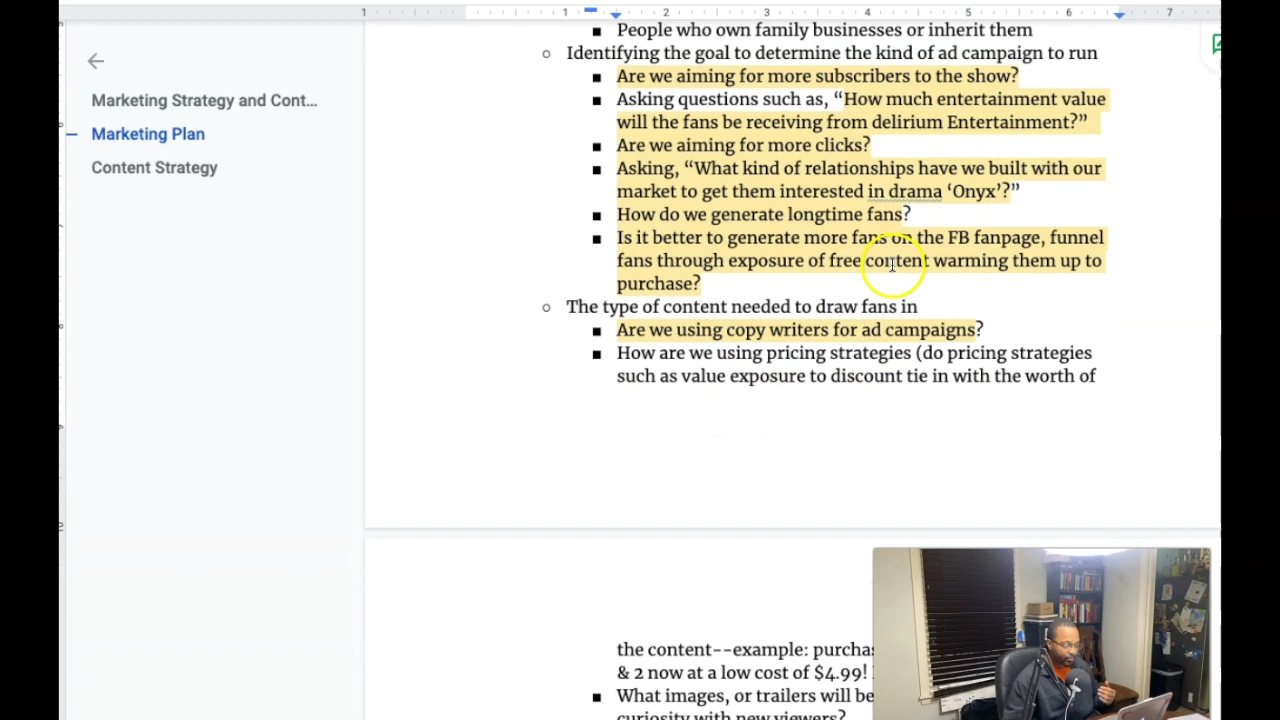 1 1 2 3 4 5 6 7
Marketing Strategy and Cont...
Marketing Plan
Content Strategy
■ People who own family businesses or inherit them
○ Identifying the goal to determine the kind of ad campaign to run
■ Are we aiming for more subscribers to the show?
■ Asking questions such as, “How much entertainment value
will the fans be receiving from delirium Entertainment?”
■ Are we aiming for more clicks?
■ Asking, “What kind of relationships have we built with our
market to get them interested in drama ‘Onyx’?”
■ How do we generate longtime fans?
■ Is it better to generate more fans on the FB fanpage, funnel
fans through exposure of free content warming them up to
purchase?
○ The type of content needed to draw fans in
■ Are we using copy writers for ad campaigns?
■ How are we using pricing strategies (do pricing strategies
such as value exposure to discount tie in with the worth of
the content--example: purchas
& 2 now at a low cost of $4.99!
■ What images, or trailers will be
curiosity with new viewers?